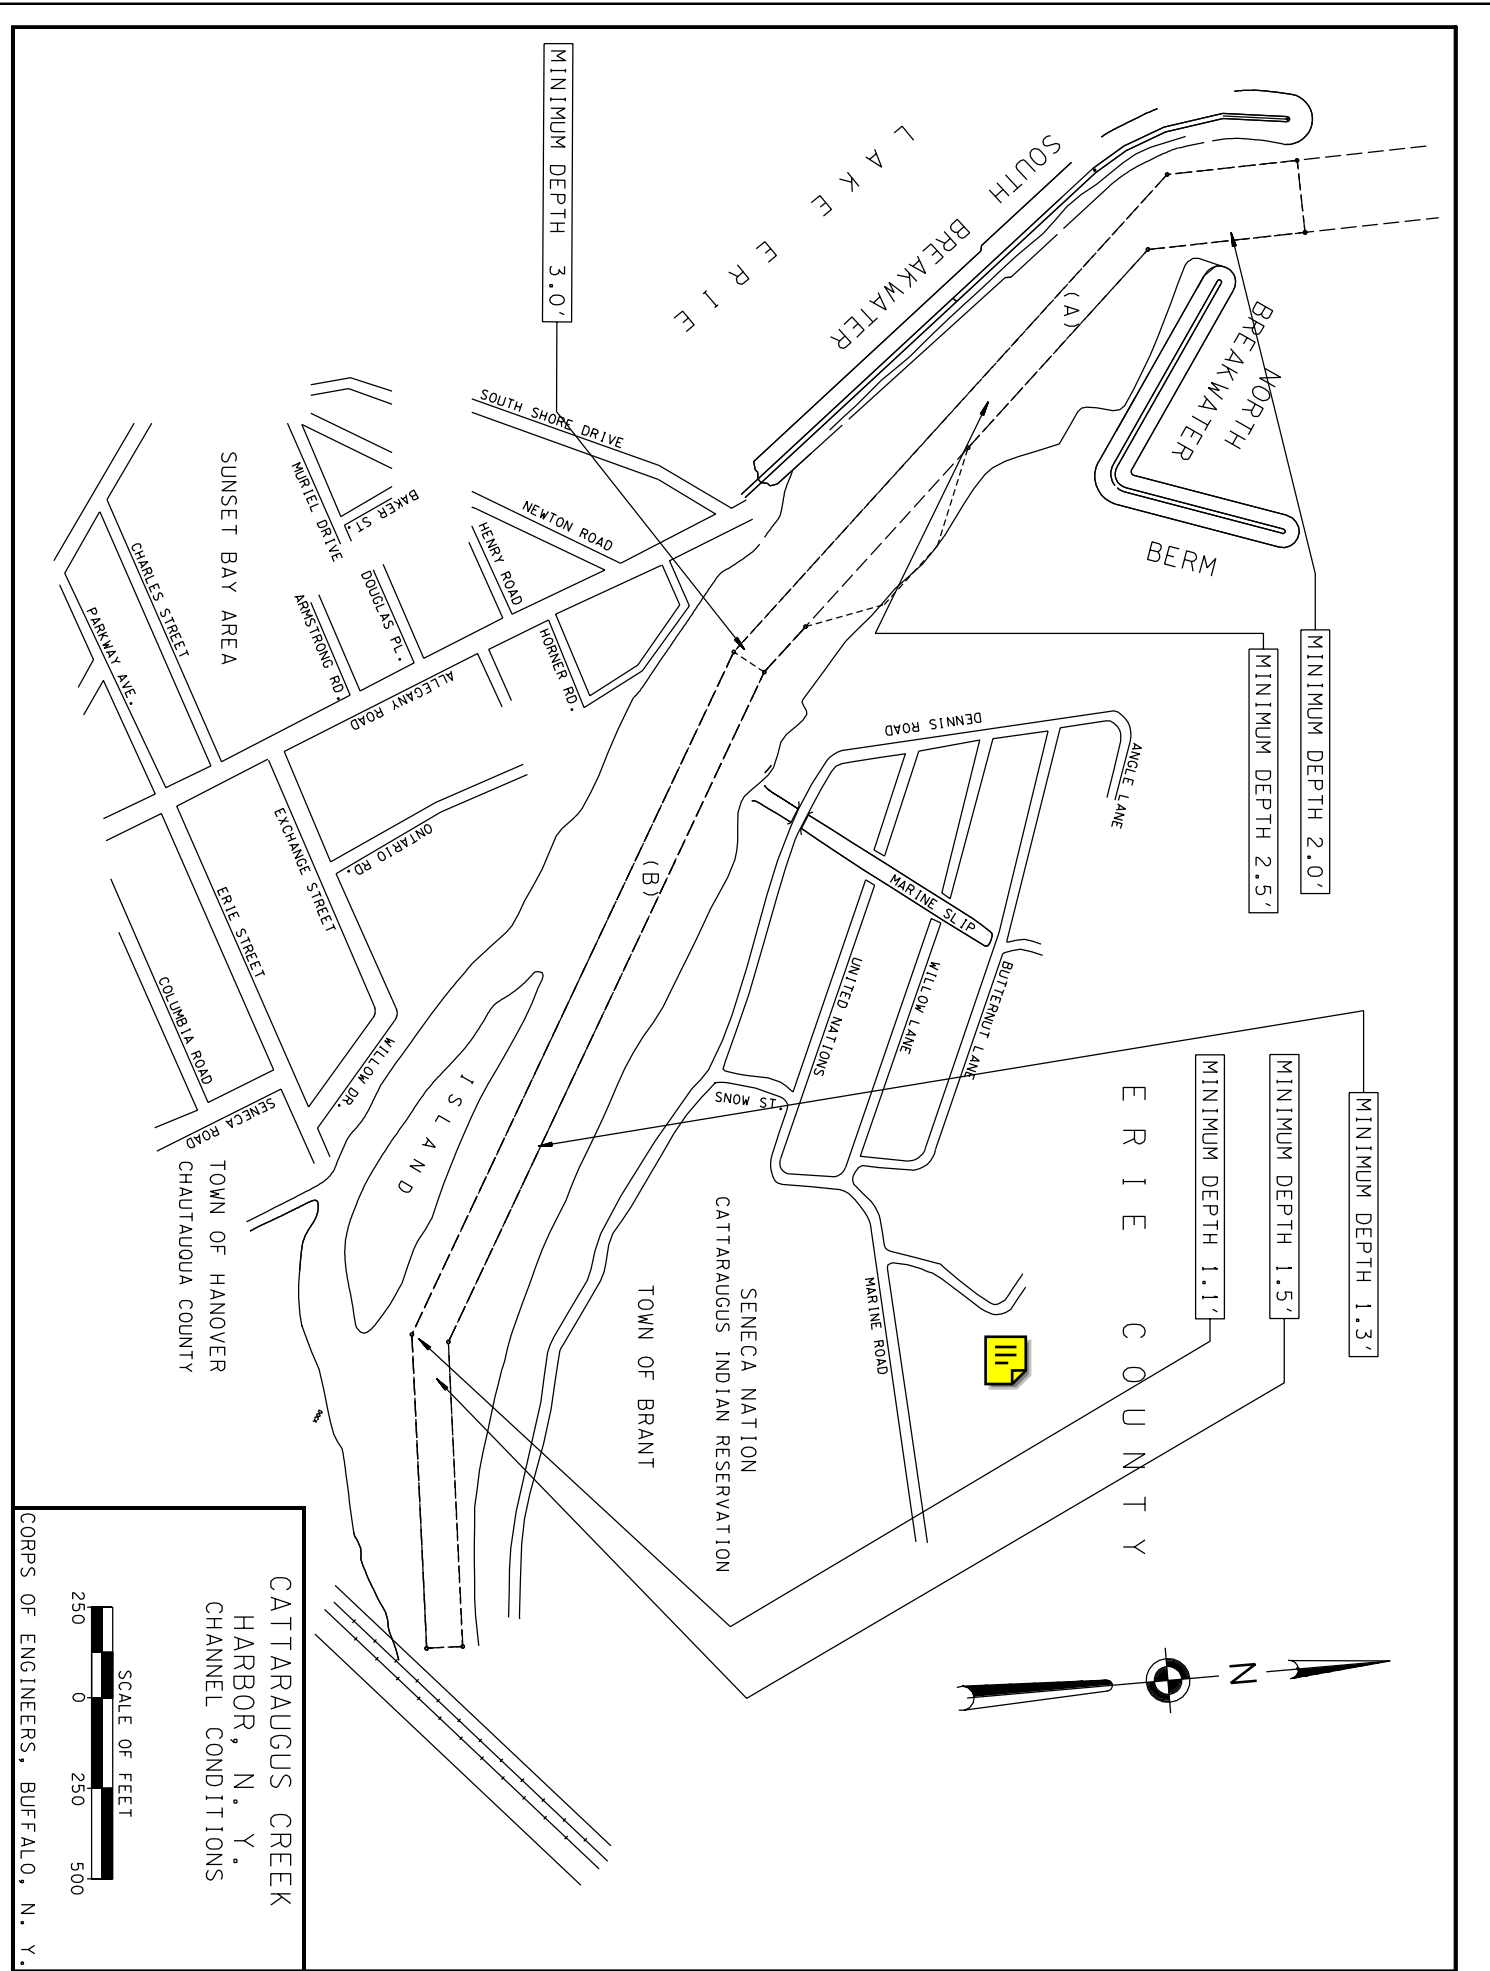 MINIMUM DEPTH 2.0′
MINIMUM DEPTH 2.5′
MINIMUM DEPTH 1.3′
MINIMUM DEPTH 1.5′
MINIMUM DEPTH 1.1′
MINIMUM DEPTH 3.0′
LAKE ERIE
SOUTH BREAKWATER
NORTH
BREAKWATER
BERM
(A)
(B)
ERIE COUNTY
ANGLE LANE
DENNIS ROAD
MARINE SLIP
BUTTERNUT LANE
WILLOW LANE
UNITED NATIONS
SNOW ST.
MARINE ROAD
SENECA NATION
CATTARAUGUS INDIAN RESERVATION
TOWN OF BRANT
ISLAND
SOUTH SHORE DRIVE
NEWTON ROAD
HENRY ROAD
HORNER RD.
BAKER ST.
MURIEL DRIVE
DOUGLAS PL.
ARMSTRONG RD.
ALLEGANY ROAD
SUNSET BAY AREA
CHARLES STREET
PARKWAY AVE.
ONTARIO RD.
EXCHANGE STREET
ERIE STREET
WILLOW DR.
COLUMBIA ROAD
SENECA ROAD
TOWN OF HANOVER
CHAUTAUQUA COUNTY
DOCK
N
CATTARAUGUS CREEK
HARBOR, N. Y.
CHANNEL CONDITIONS
SCALE OF FEET
250 0 250 500
CORPS OF ENGINEERS, BUFFALO, N. Y.